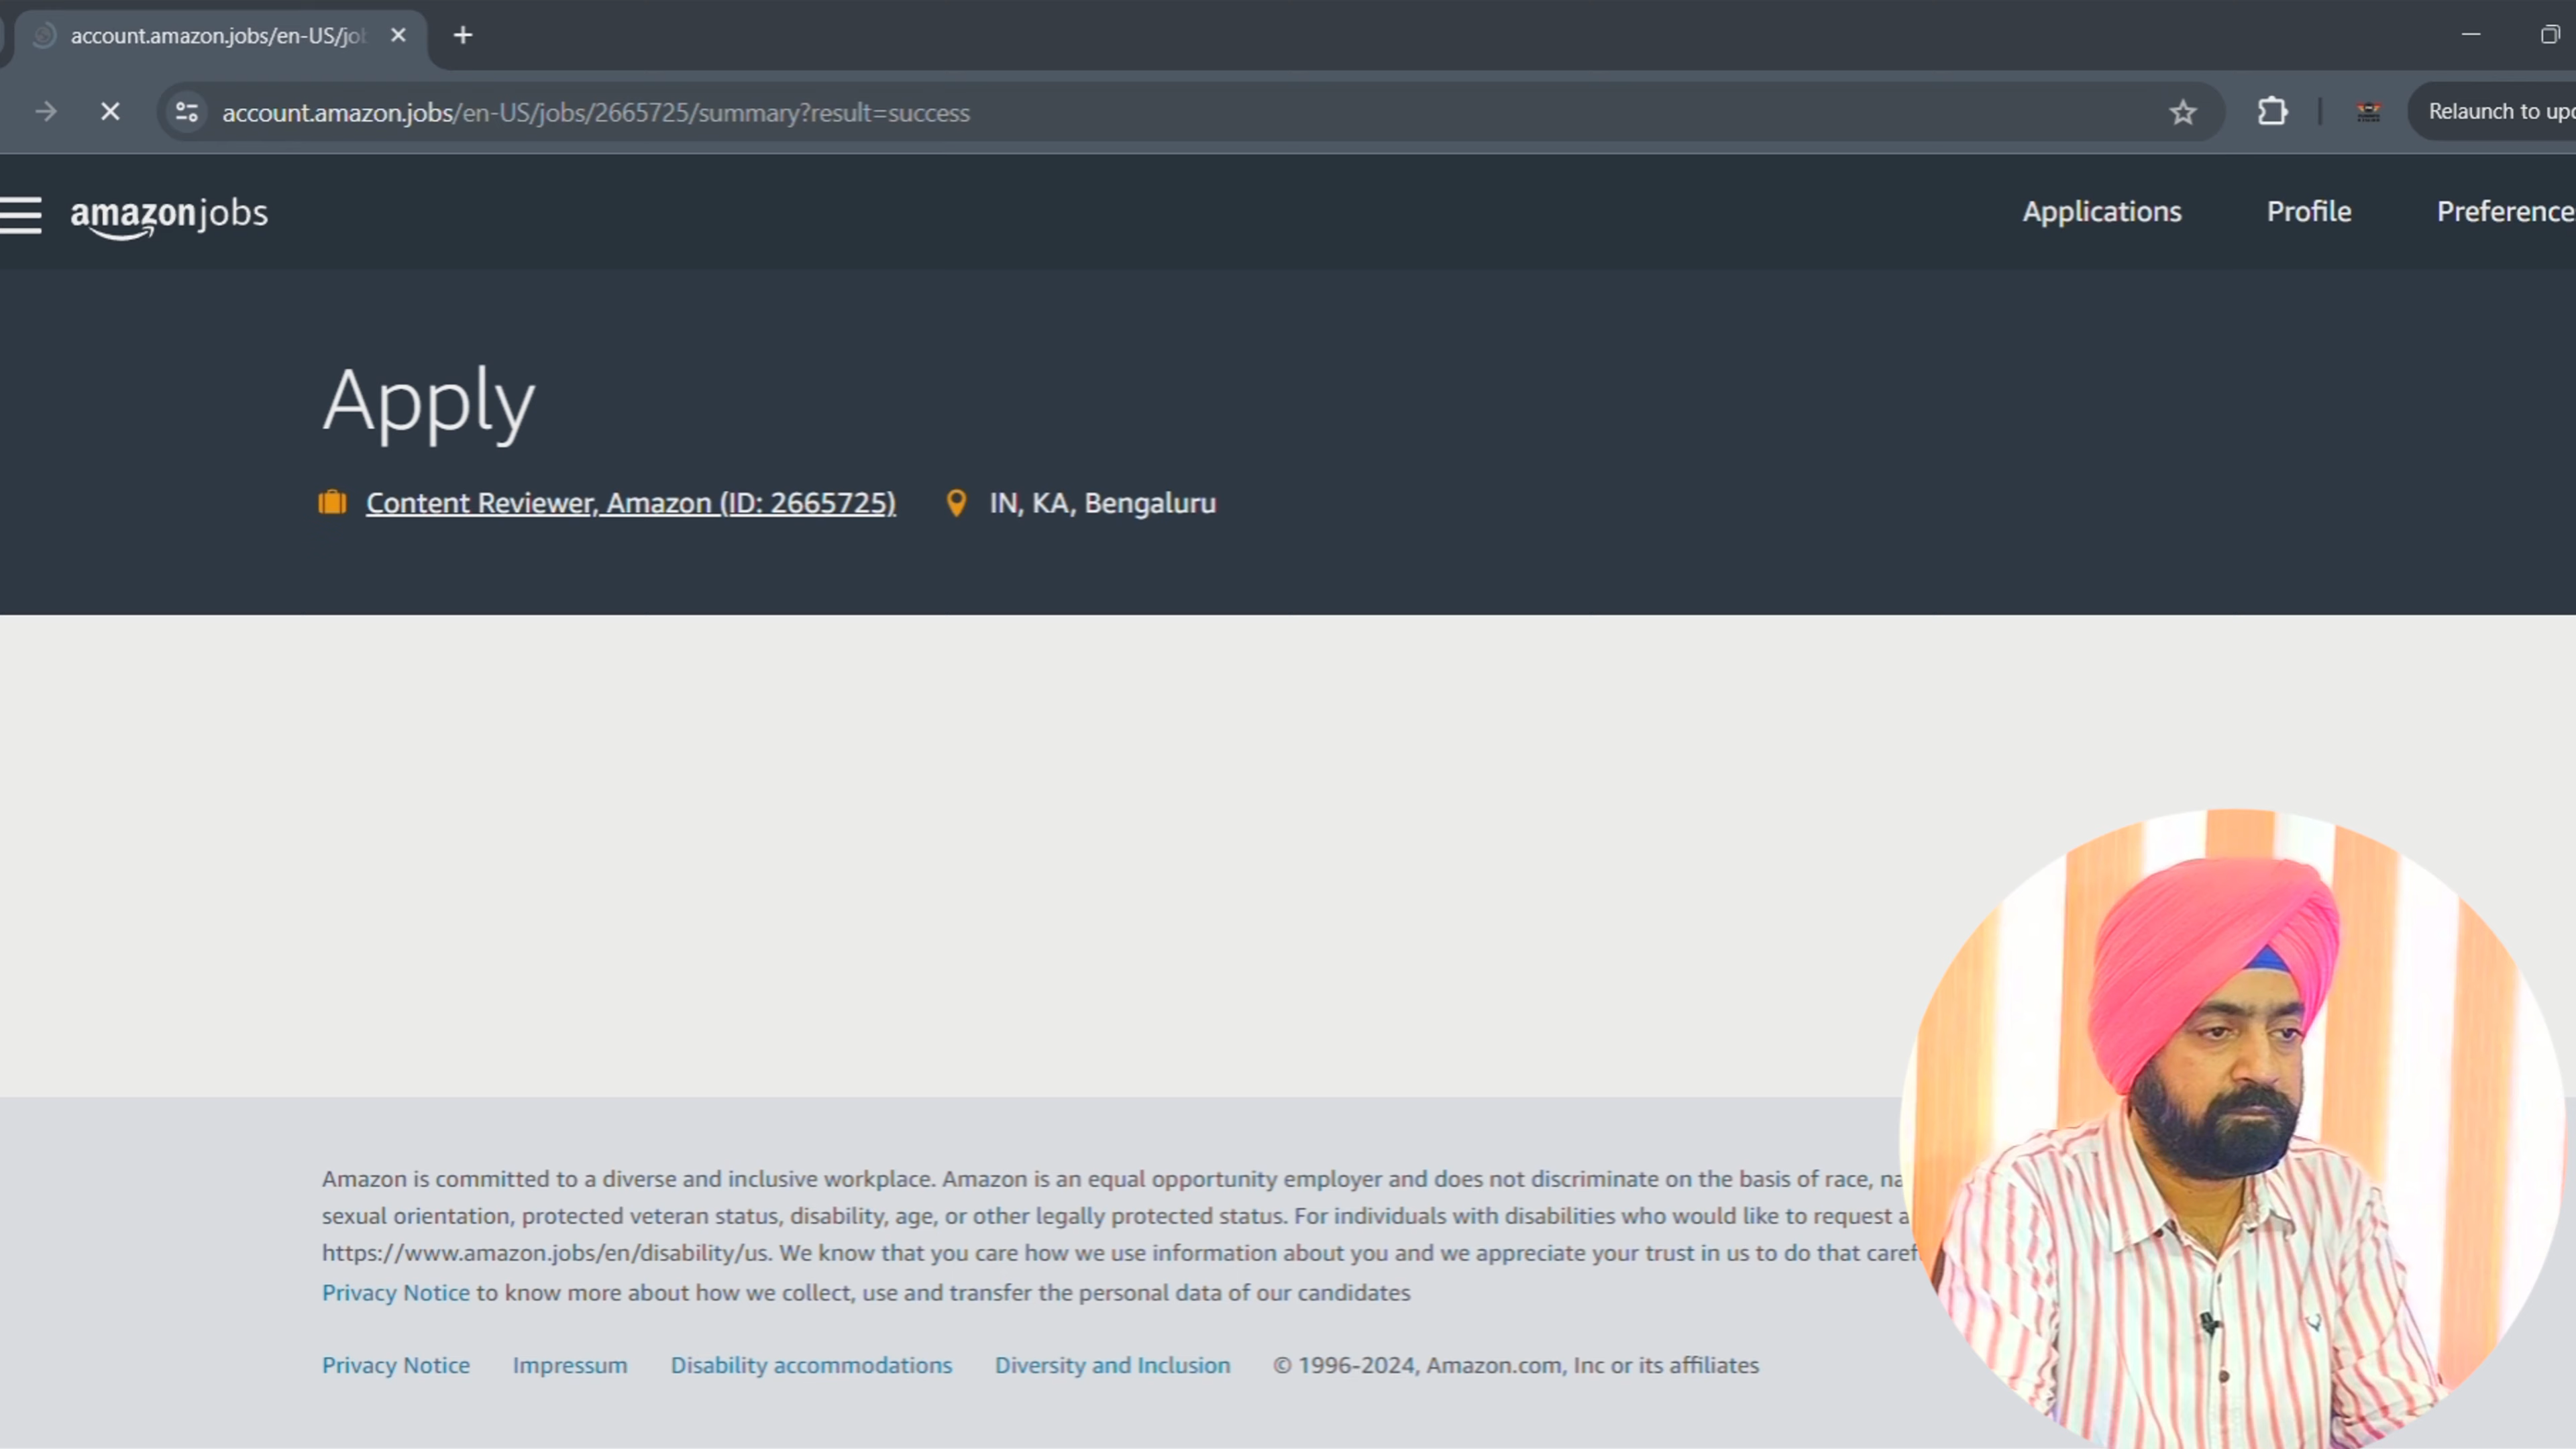 account.amazon.jobs/en-US/jo
account.amazon.jobs/en-US/jobs/2665725/summary?result=success
Relaunch to
amazonjobs
Applications
Profile
Preference
Apply
Content Reviewer, Amazon (ID: 2665725)
IN, KA, Bengaluru
Amazon is committed to a diverse and inclusive workplace. Amazon is an equal opportunity employer and does not discriminate on the basis of race,
sexual orientation, protected veteran status, disability, age, or other legally protected status. For individuals with disabilities who would like to request a
https://www.amazon.jobs/en/disability/us. We know that you care how we use information about you and we appreciate your trust in us to do that
Privacy Notice to know more about how we collect, use and transfer the personal data of our candidates
Privacy Notice Impressum Disability accommodations Diversity and Inclusion © 1996-2024, Amazon.com, Inc or its affiliates